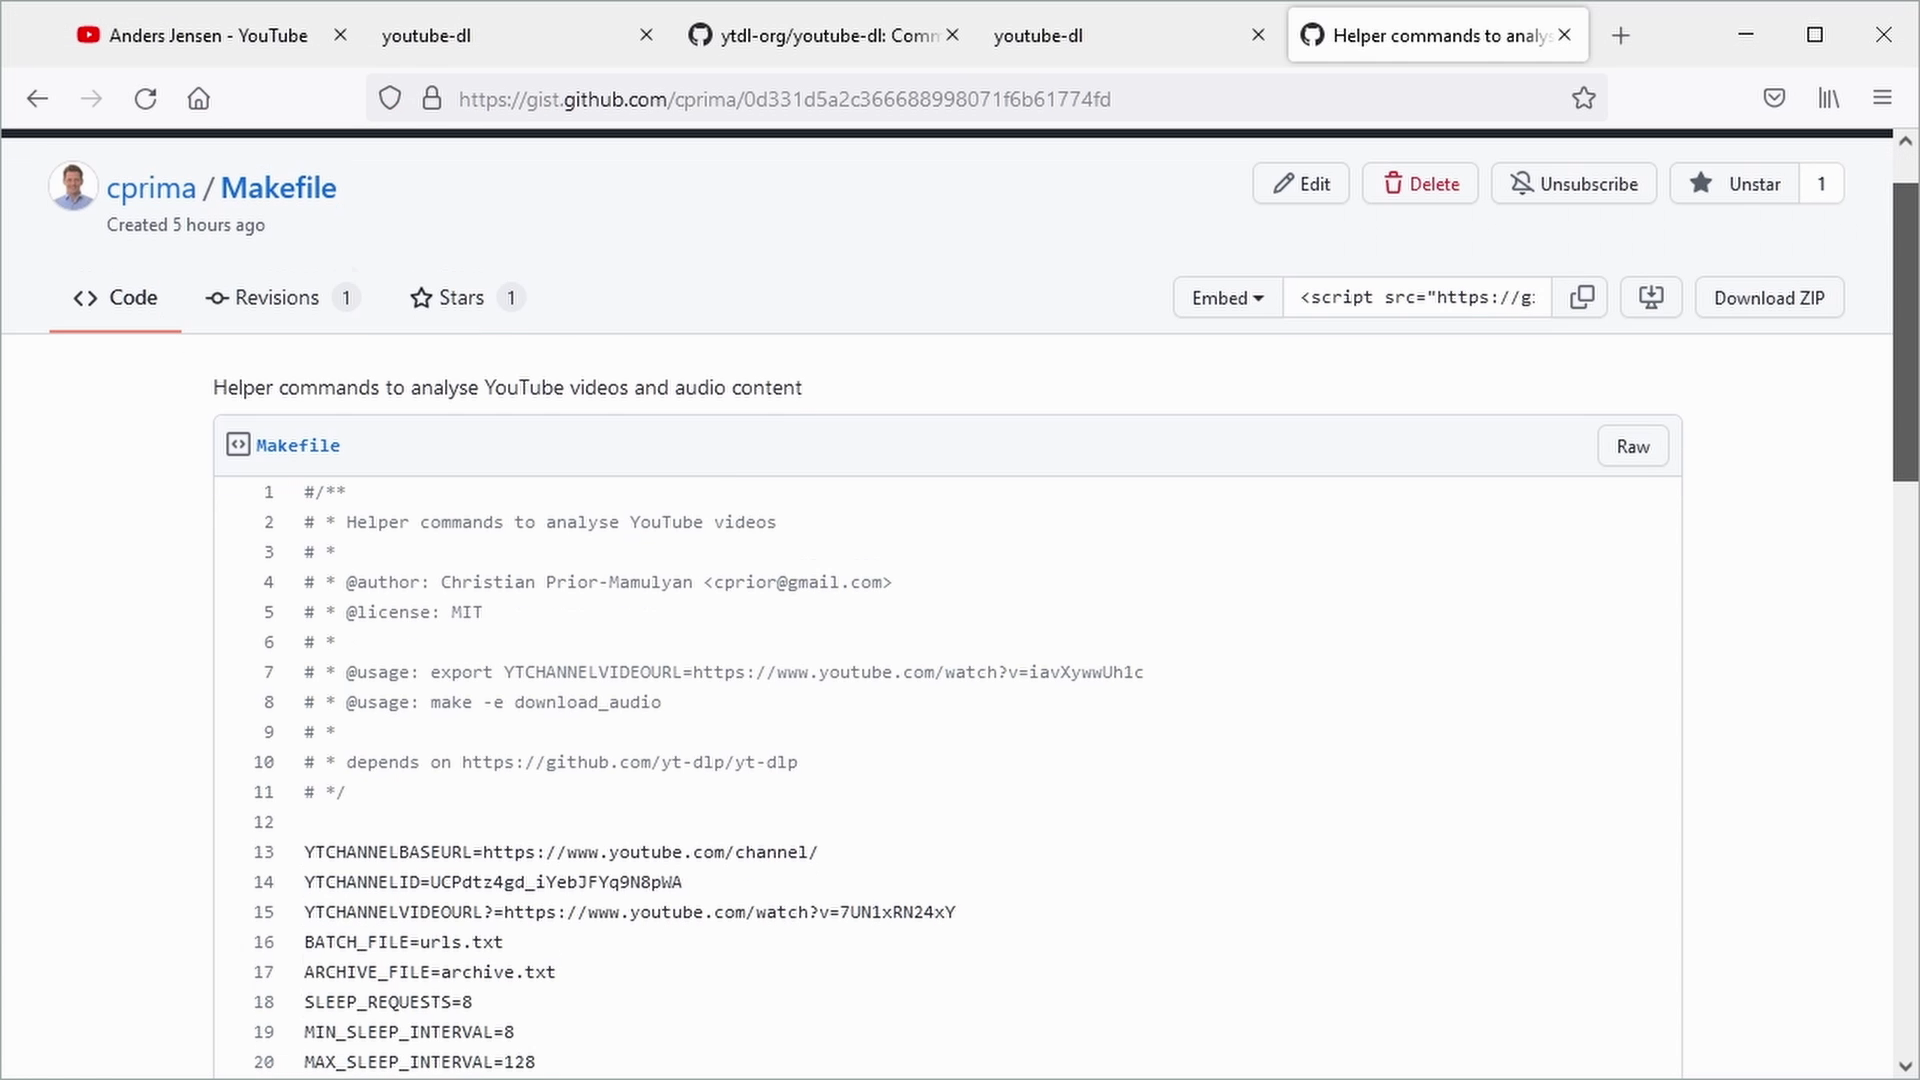 Anders Jensen - YouTube
youtube-dl
ytdl-org/youtube-dl: Comm
youtube-dl
Helper commands to analys
https://gist.github.com/cprima/0d331d5a2c366688998071f6b61774fd
cprima / Makefile
Created 5 hours ago
Edit
Delete
Unsubscribe
Unstar
1
Code
Revisions 1
Stars 1
Embed
<script src="https://g:
Download ZIP
Helper commands to analyse YouTube videos and audio content
Makefile
Raw
1 #/**
2 # * Helper commands to analyse YouTube videos
3 # *
4 # * @author: Christian Prior-Mamulyan <cprior@gmail.com>
5 # * @license: MIT
6 # *
7 # * @usage: export YTCHANNELVIDEOURL=https://www.youtube.com/watch?v=iavXywwUh1c
8 # * @usage: make -e download_audio
9 # *
10 # * depends on https://github.com/yt-dlp/yt-dlp
11 # */
12
13 YTCHANNELBASEURL=https://www.youtube.com/channel/
14 YTCHANNELID=UCPdtz4gd_iYebJFYq9N8pWA
15 YTCHANNELVIDEOURL?=https://www.youtube.com/watch?v=7UN1xRN24xY
16 BATCH_FILE=urls.txt
17 ARCHIVE_FILE=archive.txt
18 SLEEP_REQUESTS=8
19 MIN_SLEEP_INTERVAL=8
20 MAX_SLEEP_INTERVAL=128